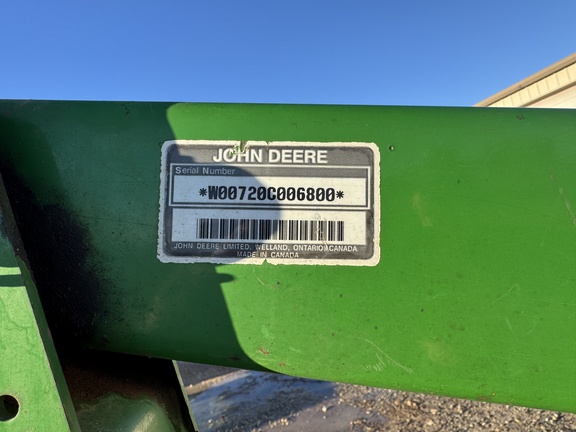 JOHN DEERE
Serial Number
*W00720C006800*
JOHN DEERE LIMITED, WELLAND, ONTARIO, CANADA
MADE IN CANADA